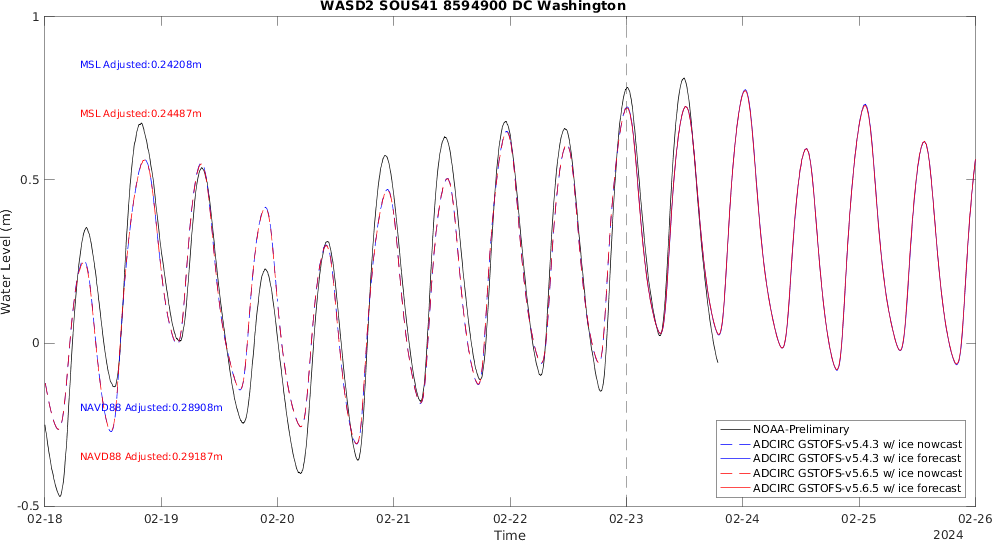 WASD2 SOUS41 8594900 DC Washington
1
MSL Adjusted:0.24208m
MSL Adjusted:0.24487m
0.5
Water Level (m)
0
NAVD88 Adjusted:0.28908m
NAVD88 Adjusted:0.29187m
NOAA-Preliminary
ADCIRC GSTOFS-v5.4.3 w/ ice nowcast
ADCIRC GSTOFS-v5.4.3 w/ ice forecast
ADCIRC GSTOFS-v5.6.5 w/ ice nowcast
ADCIRC GSTOFS-v5.6.5 w/ ice forecast
-0.5
02-18 02-19 02-20 02-21 02-22 02-23 02-24 02-25 02-26
Time
2024